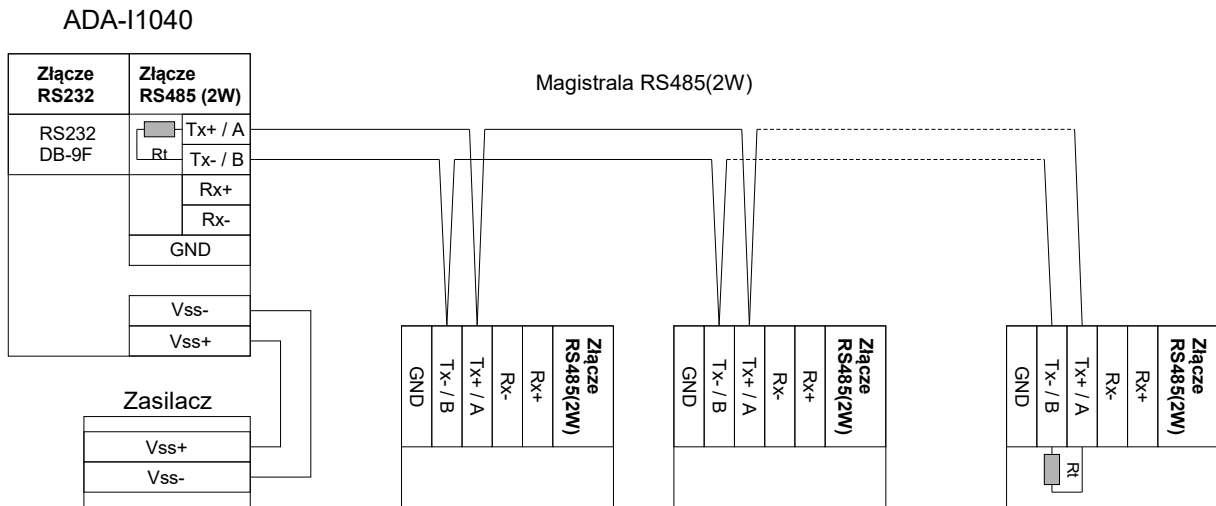 ADA-I1040
Złącze
RS232
Złącze
RS485 (2W)
RS232
DB-9F
Rt
Tx+ / A
Tx- / B
Rx+
Rx-
GND
Vss-
Vss+
Zasilacz
Vss+
Vss-
Magistrala RS485(2W)
GND
Tx- / B
Tx+ / A
Rx-
Rx+
Złącze
RS485(2W)
GND
Tx- / B
Tx+ / A
Rx-
Rx+
Złącze
RS485(2W)
GND
Tx- / B
Tx+ / A
Rx-
Rx+
Złącze
RS485(2W)
Rt